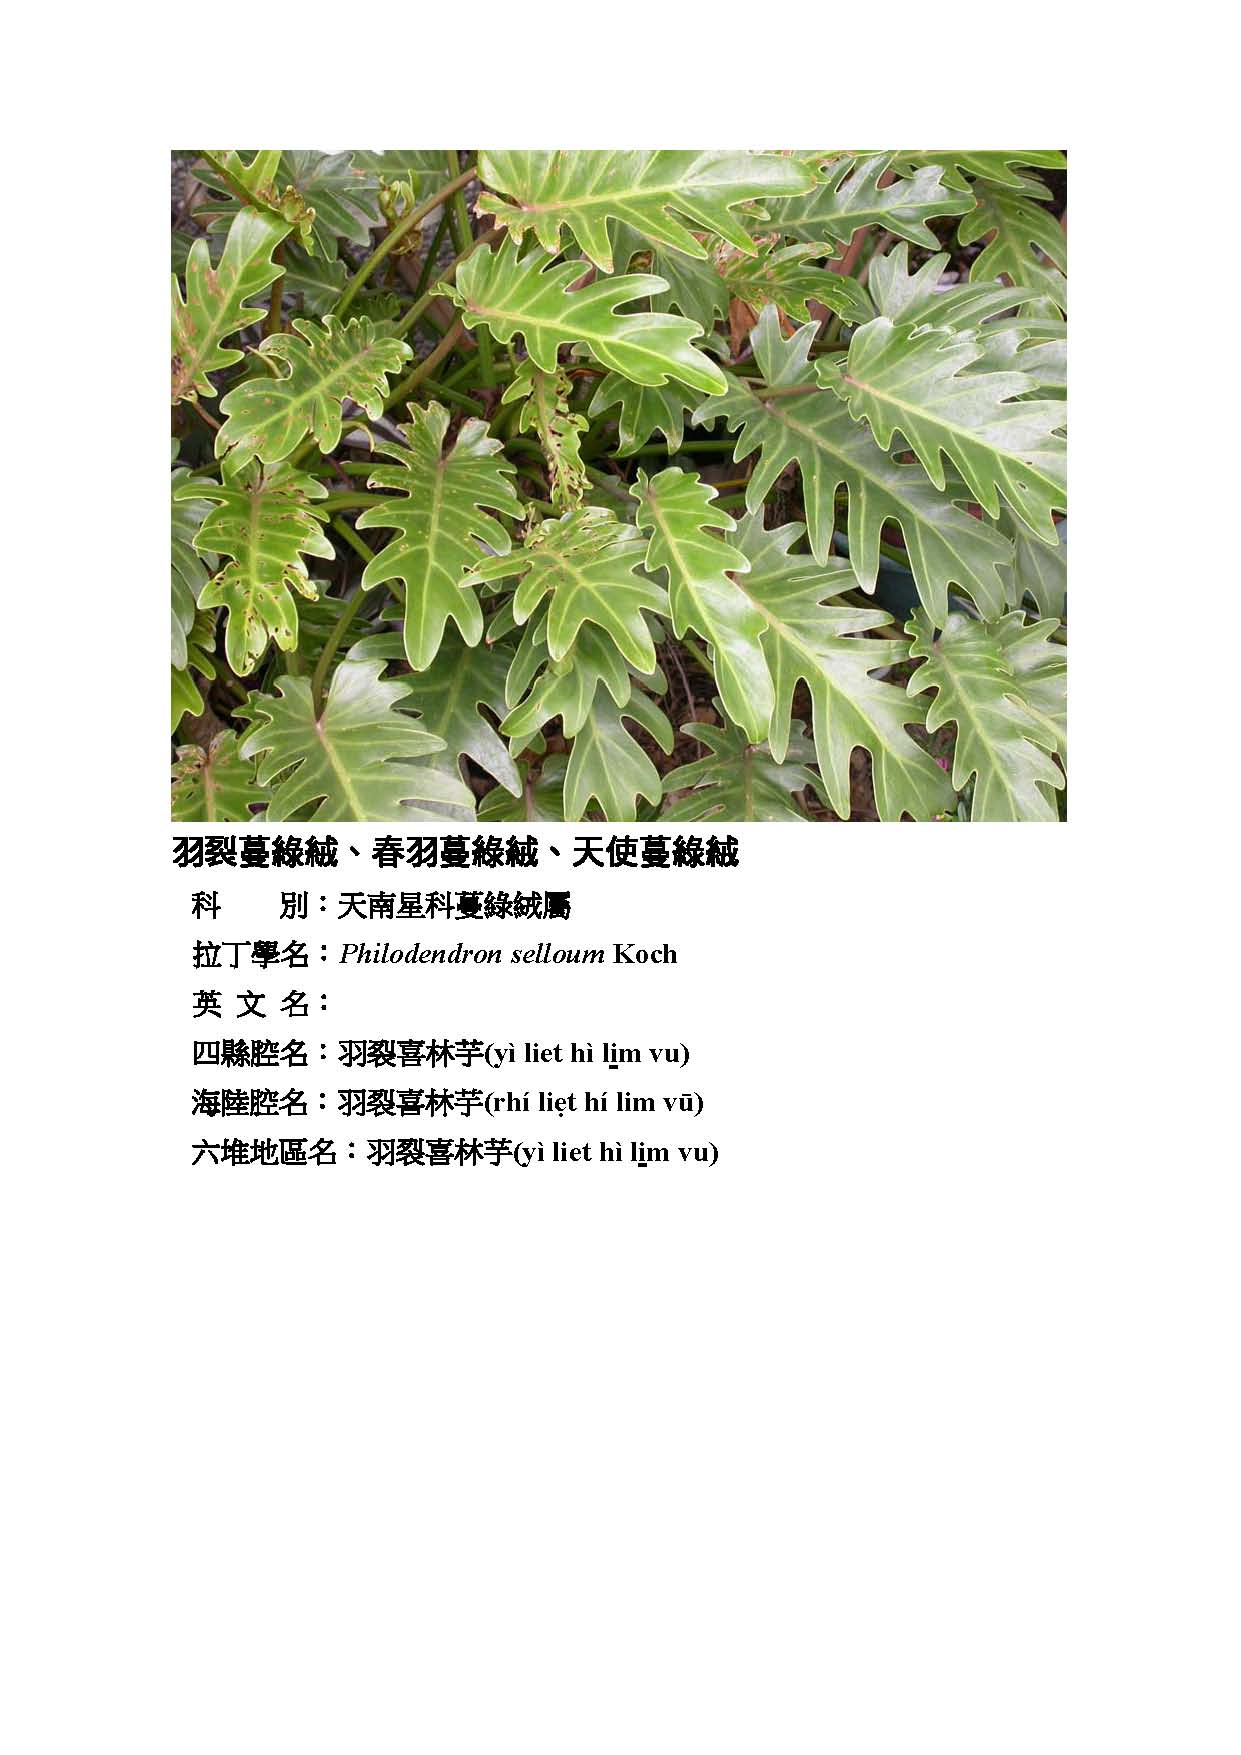 羽裂蔓綠絨、春羽蔓綠絨、天使蔓綠絨
科　　別：天南星科蔓綠絨屬
拉丁學名：Philodendron selloum Koch
英 文 名：
四縣腔名：羽裂喜林芋(yì liet hì li̲m vu)
海陸腔名：羽裂喜林芋(rhí liẹt hí lim vū)
六堆地區名：羽裂喜林芋(yì liet hì li̲m vu)